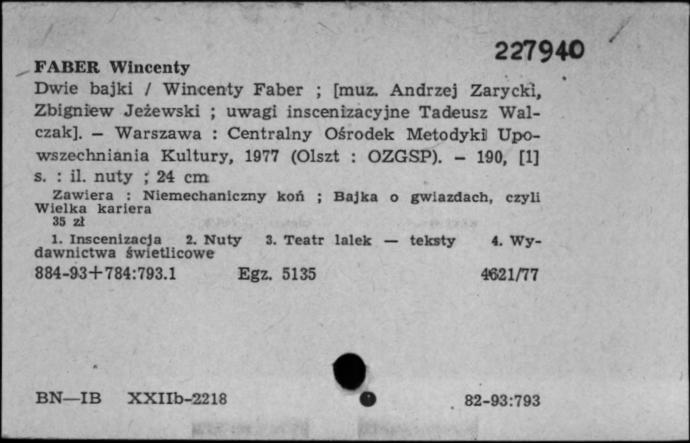 227940
FABER Wincenty
Dwie bajki / Wincenty Faber ; [muz. Andrzej Zarycki,
Zbigniew Jeżewski ; uwagi inscenizacyjne Tadeusz Wal-
czak]. — Warszawa : Centralny Ośrodek Metodyki Upo-
wszechniania Kultury, 1977 (Olszt : OZGSP). — 190, [1]
s. : il. nuty ; 24 cm
Zawiera : Niemechaniczny koń ; Bajka o gwiazdach, czyli
Wielka kariera
35 zł
1. Inscenizacja 2. Nuty 3. Teatr lalek — teksty 4. Wy-
dawnictwa świetlicowe
884-93+784:793.1 Egz. 5135 4621/77
BN—IB XXIIb-2218 82-93:793